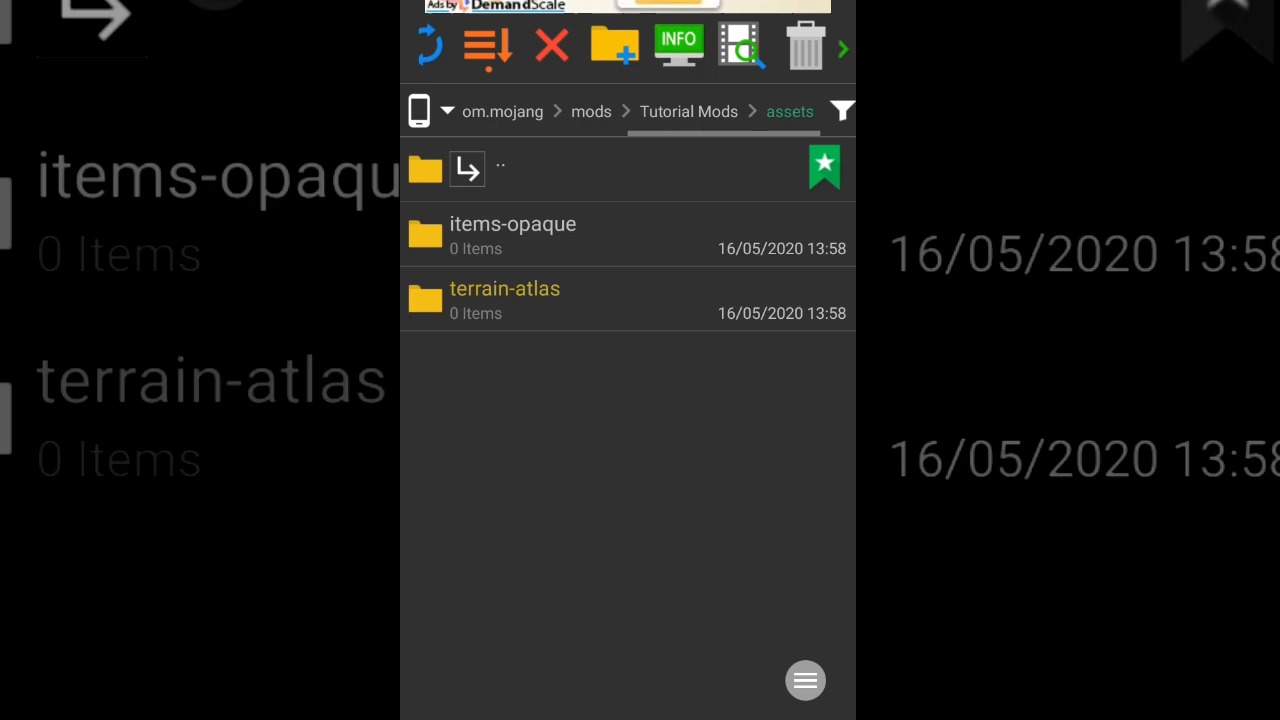 Ads by DemandScale
INFO
om.mojang > mods > Tutorial Mods > assets
..
items-opaque
0 Items 16/05/2020 13:58
terrain-atlas
0 Items 16/05/2020 13:58
items-opaqu
0 Items
16/05/2020 13:58
terrain-atlas
0 Items
16/05/2020 13:58